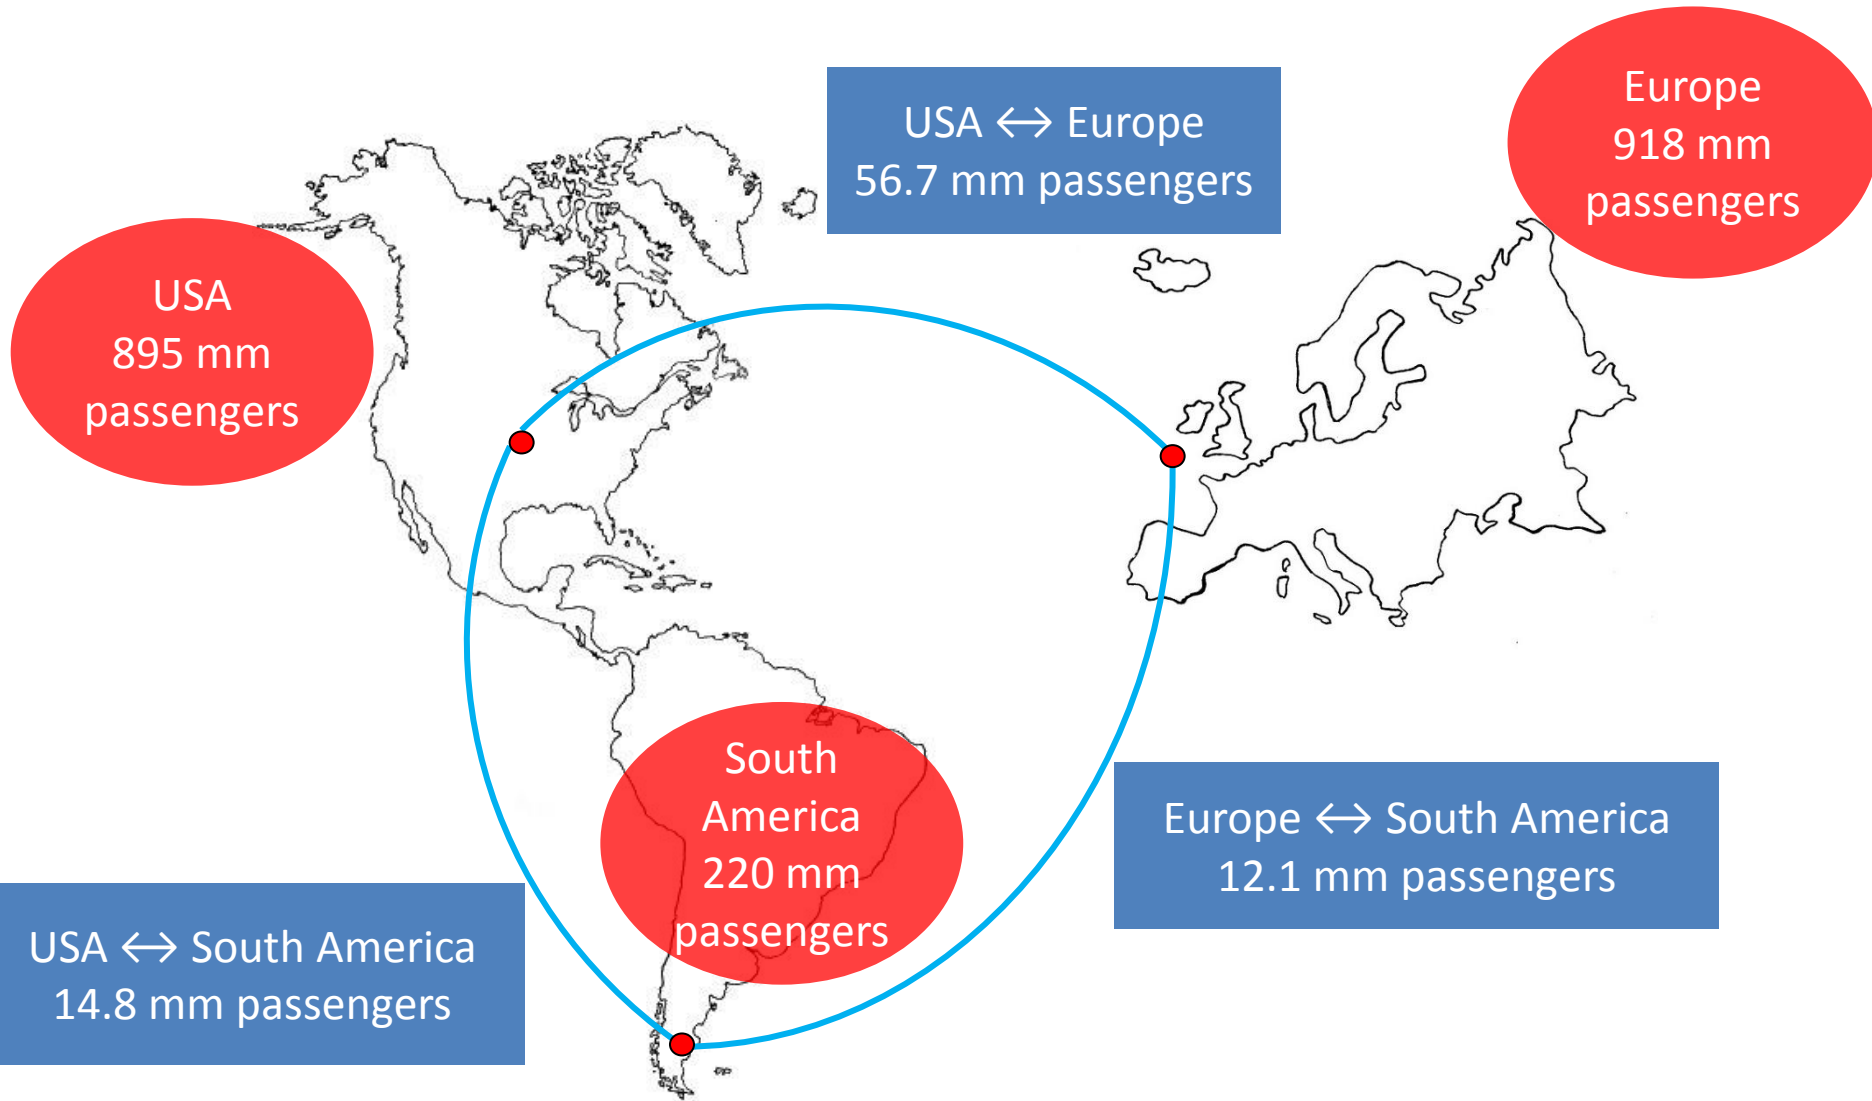 USA ↔ Europe
56.7 mm passengers
Europe
918 mm
passengers
USA
895 mm
passengers
South
America
220 mm
passengers
Europe ↔ South America
12.1 mm passengers
USA ↔ South America
14.8 mm passengers